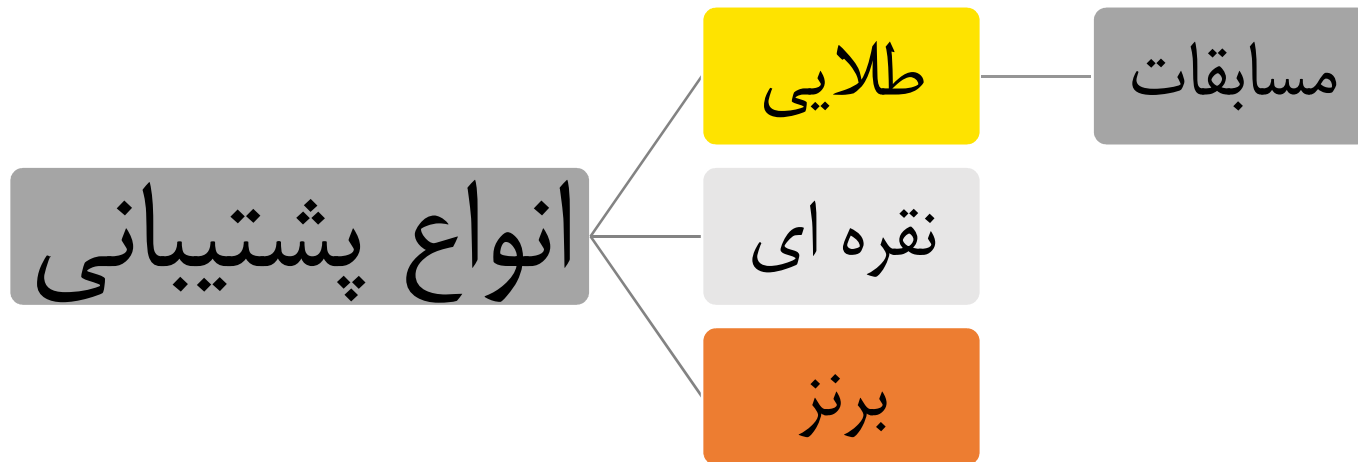 انواع پشتیبانی
طلایی
مسابقات
نقره ای
برنز